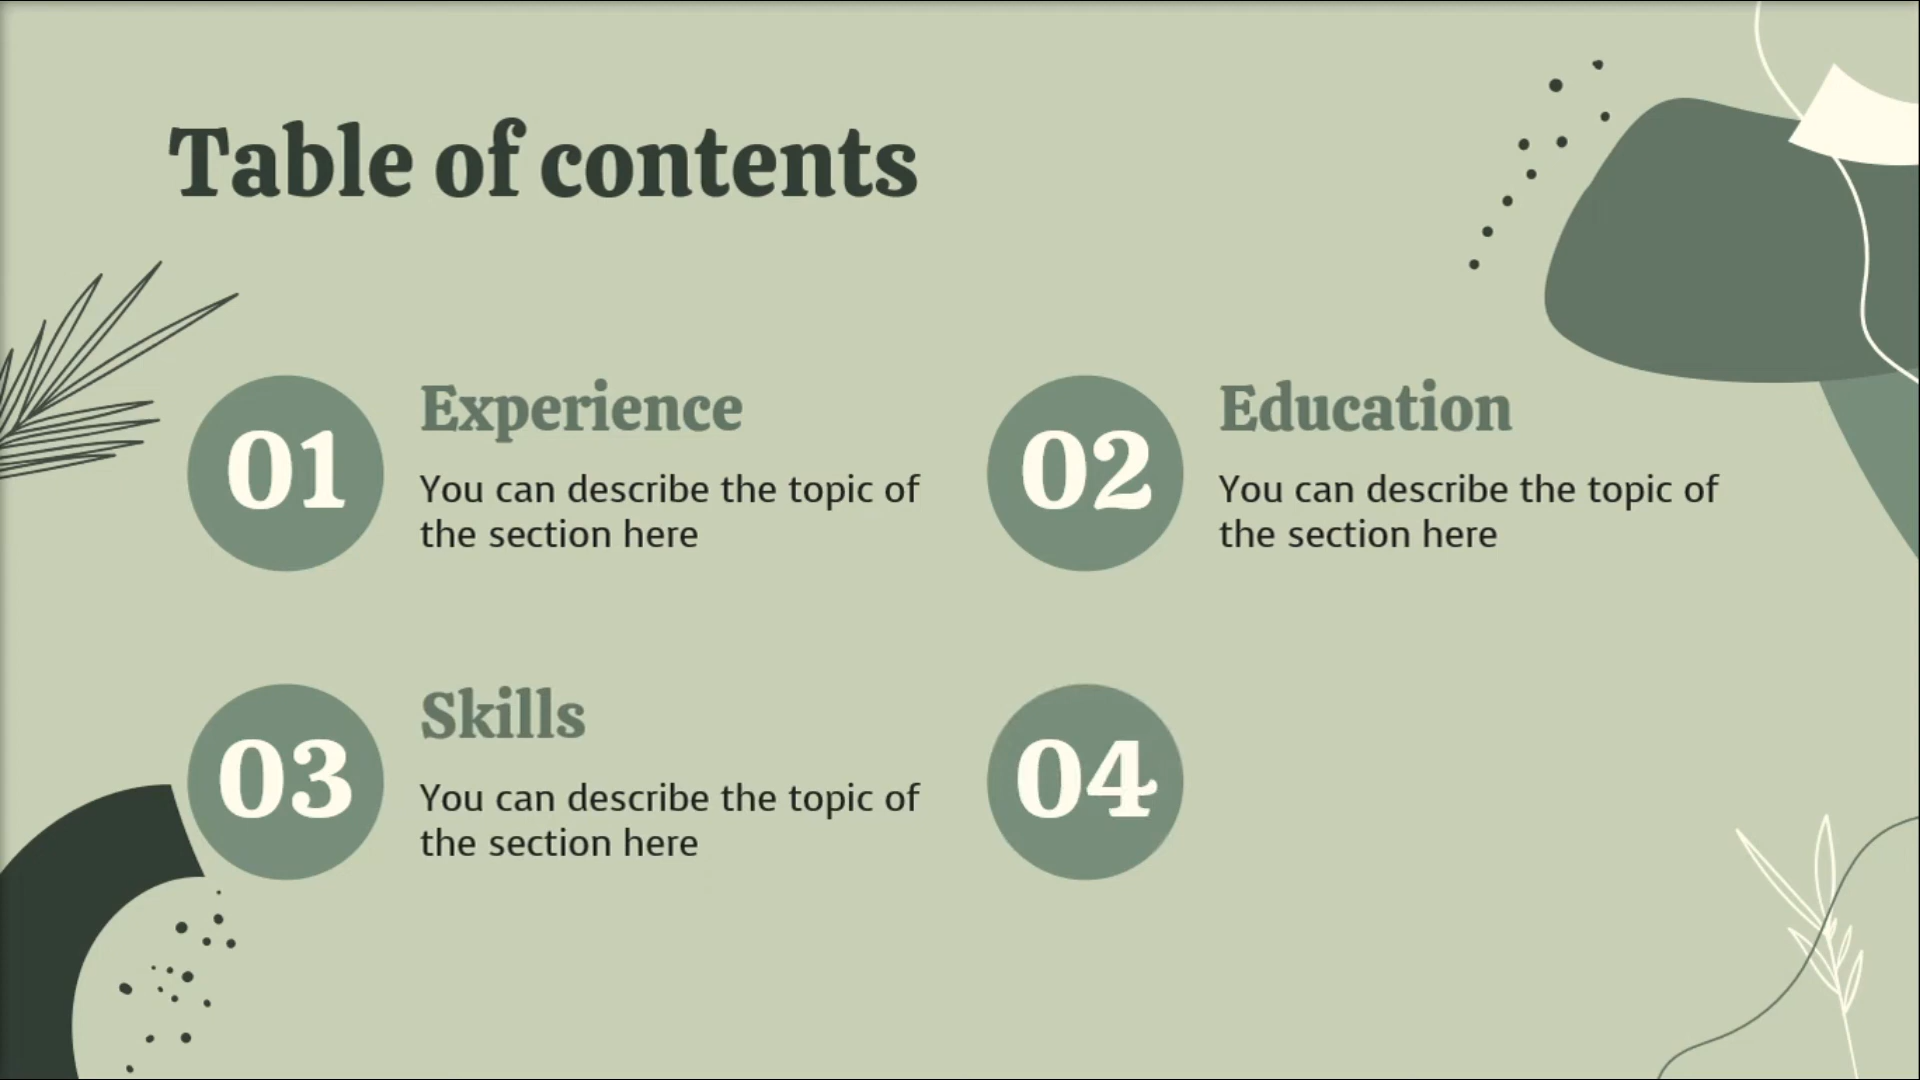 Table of contents
01
Experience
You can describe the topic of
the section here
02
Education
You can describe the topic of
the section here
03
Skills
You can describe the topic of
the section here
04